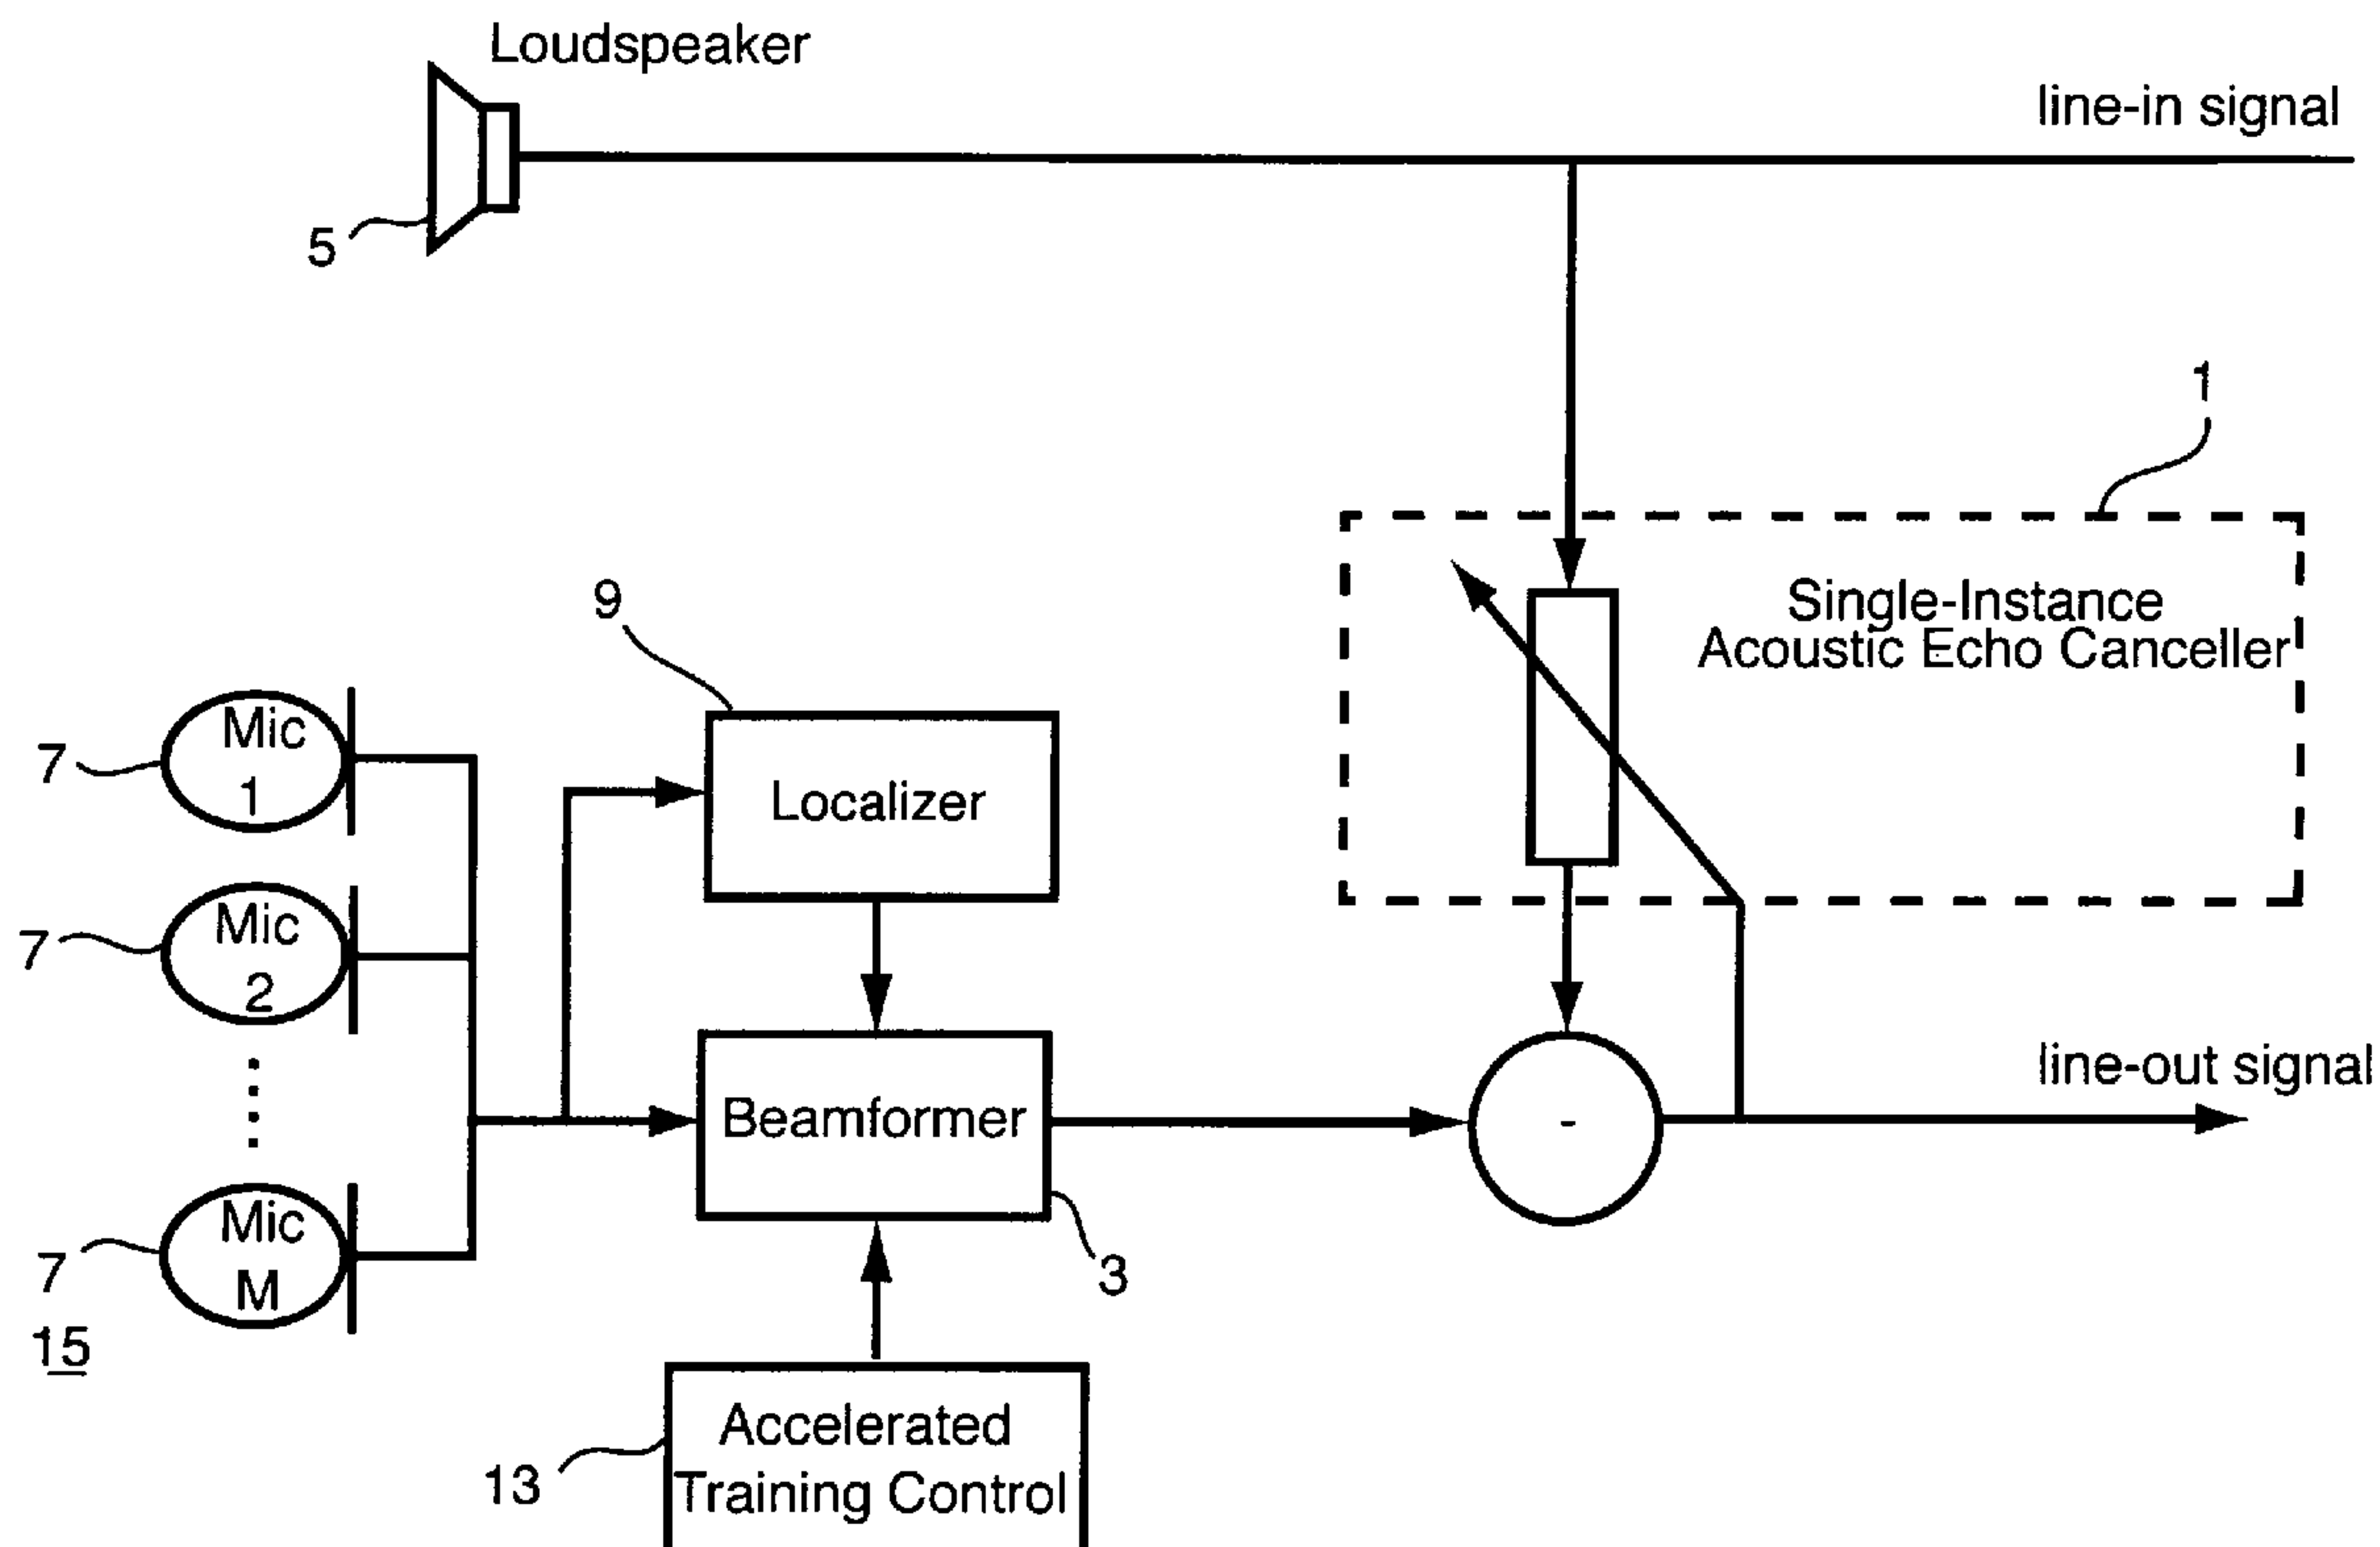 Loudspeaker
line-in signal
5
1
Single-Instance
Acoustic Echo Canceller
9
Mic
1
7
Localizer
Mic
2
7
line-out signal
Beamformer
-
Mic
M
7
3
15
Accelerated
Training Control
13